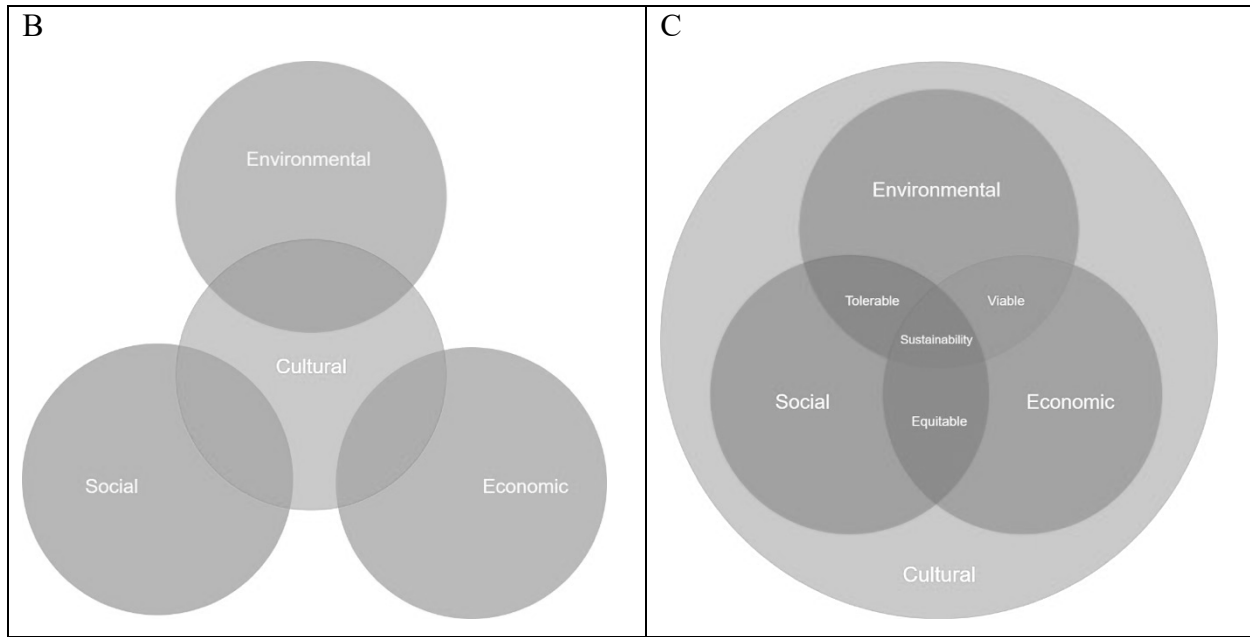 B
Environmental
Cultural
Social
Economic
C
Environmental
Tolerable
Viable
Sustainability
Social
Economic
Equitable
Cultural